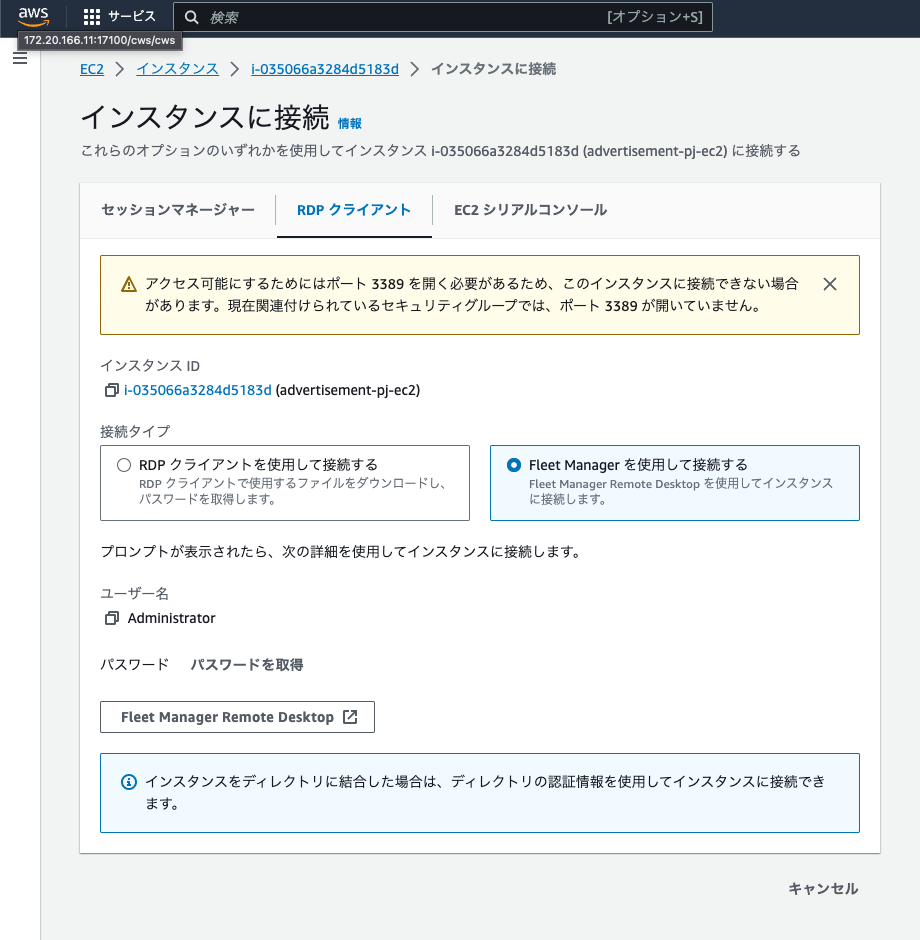 aws サービス 検索 [オプション+S]
172.20.166.11:17100/cws/cws
EC2 インスタンス i-035066a3284d5183d インスタンスに接続
インスタンスに接続 情報
これらのオプションのいずれかを使用してインスタンス i-035066a3284d5183d (advertisement-pj-ec2) に接続する
セッションマネージャー RDP クライアント EC2 シリアルコンソール
アクセス可能にするためにはポート 3389 を開く必要があるため、このインスタンスに接続できない場合
があります。現在関連付けられているセキュリティグループでは、ポート 3389 が開いていません。
インスタンス ID
i-035066a3284d5183d (advertisement-pj-ec2)
接続タイプ
RDP クライアントを使用して接続する
RDP クライアントで使用するファイルをダウンロードし、
パスワードを取得します。
Fleet Manager を使用して接続する
Fleet Manager Remote Desktop を使用してインスタンス
に接続します。
プロンプトが表示されたら、次の詳細を使用してインスタンスに接続します。
ユーザー名
Administrator
パスワード パスワードを取得
Fleet Manager Remote Desktop
インスタンスをディレクトリに結合した場合は、ディレクトリの認証情報を使用してインスタンスに接続でき
ます。
キャンセル